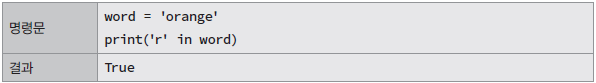 명령문
word = 'orange'
print('r' in word)
결과
True